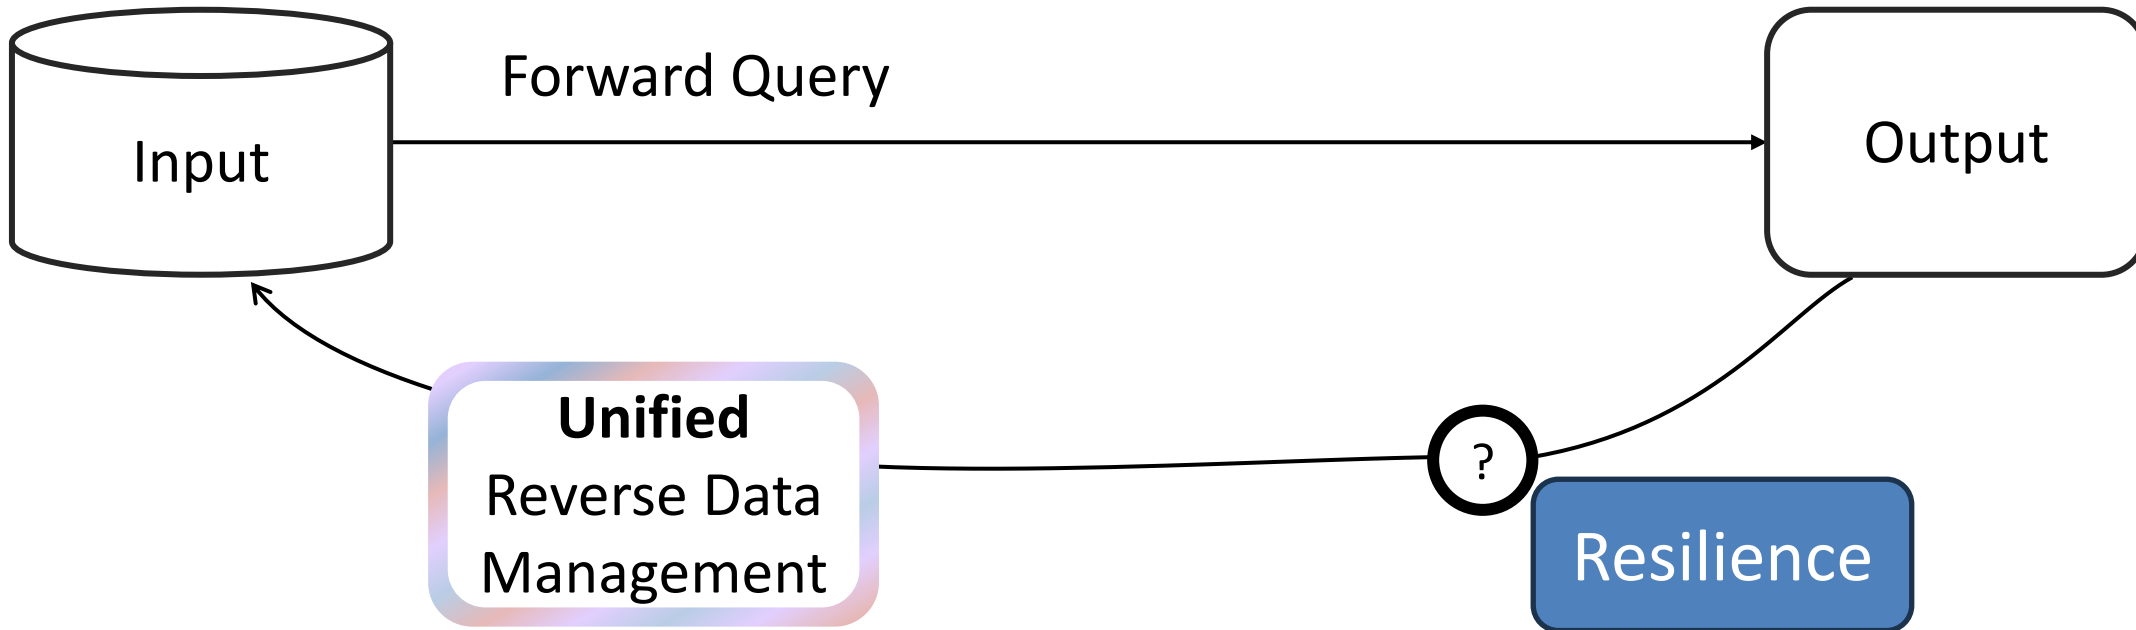 Forward Query
Input
Output
Unified
Reverse Data
Management
?
Resilience